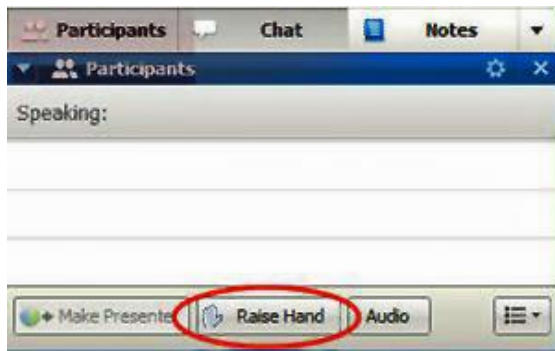 Participants Chat Notes
Participants
Speaking:
Make Presente Raise Hand Audio